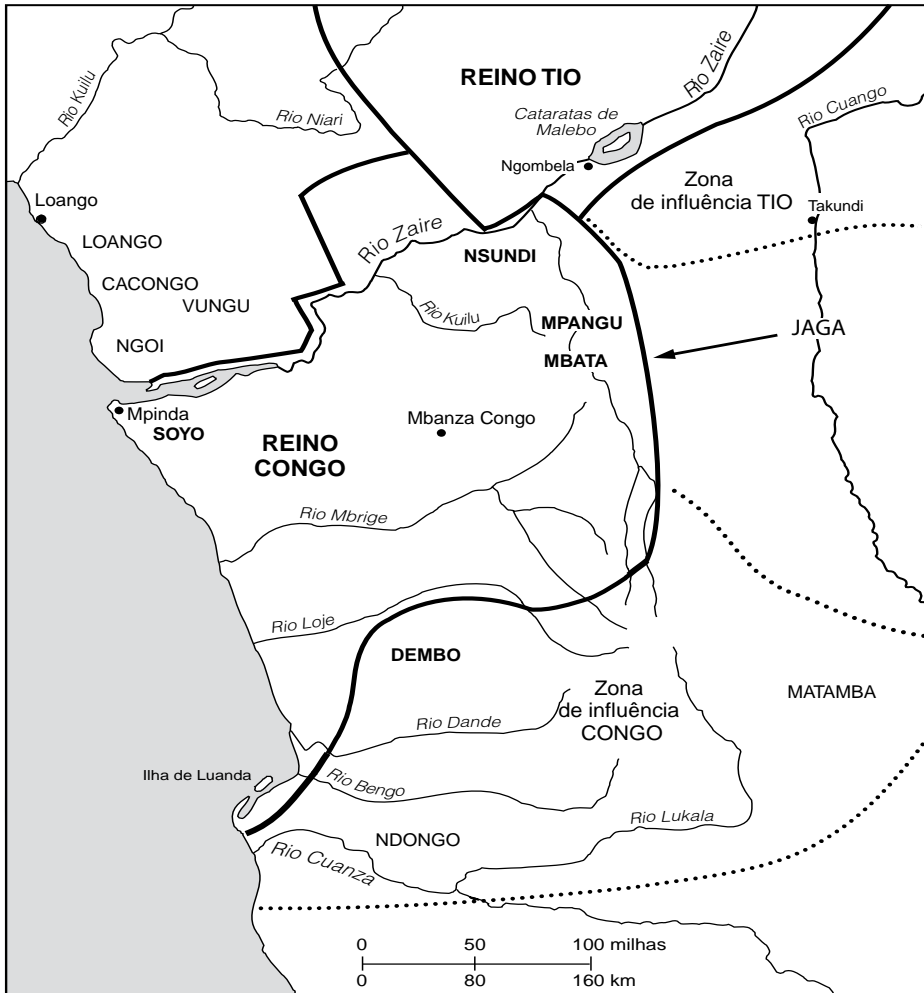 REINO TIO
Rio Zaire
Rio Kuilu
Rio Niari
Cataratas de
Malebo
Rio Cuango
Ngombela
Zona
de influência TIO
Takundi
Loango
LOANGO
Rio Zaire
NSUNDI
CACONGO
VUNGU
Rio Kuilu
MPANGU
JAGA
NGOI
MBATA
Mpinda
SOYO
Mbanza Congo
REINO
CONGO
Rio Mbrige
Rio Loje
DEMBO
Zona
de influência
CONGO
MATAMBA
Rio Dande
Ilha de Luanda
Rio Bengo
Rio Lukala
NDONGO
Rio Cuanza
0 50 100 milhas
0 80 160 km